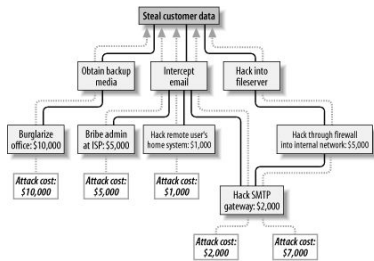 Steal customer data
Obtain backup
media
Intercept
email
Hack into
fileserver
Burglarize
office: $10,000
Bribe admin
at ISP: $5,000
Hack remote user's
home system: $1,000
Hack through firewall
into internal network: $5,000
Attack cost:
$10,000
Attack cost:
$5,000
Attack cost:
$1,000
Hack SMTP
gateway: $2,000
Attack cost:
$2,000
Attack cost:
$7,000